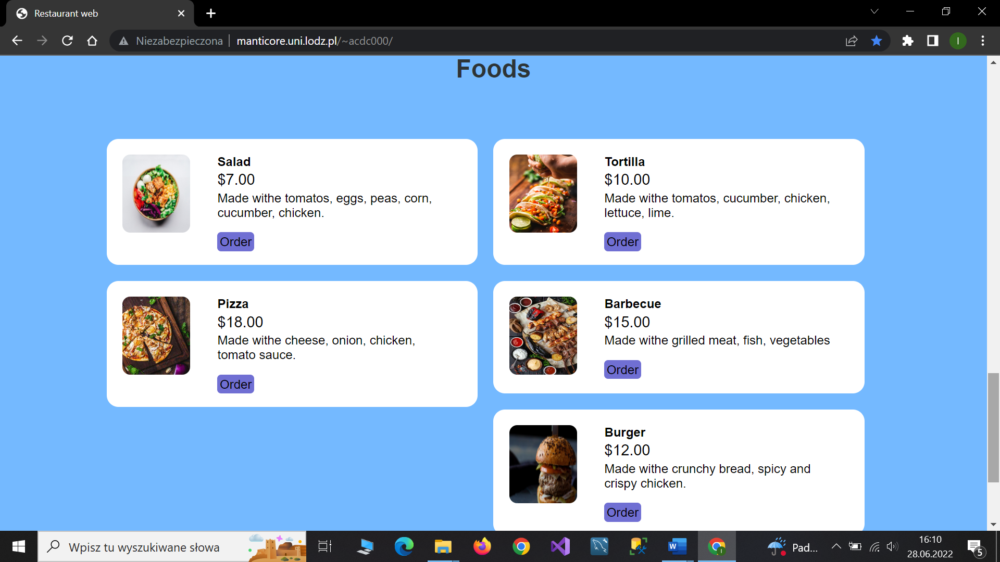 Restaurant web
Niezabezpieczona
manticore.uni.lodz.pl/~acdc000/
I
Foods
Salad
$7.00
Made withe tomatos, eggs, peas, corn,
cucumber, chicken.
Order
Tortilla
$10.00
Made withe tomatos, cucumber, chicken,
lettuce, lime.
Order
Pizza
$18.00
Made withe cheese, onion, chicken,
tomato sauce.
Order
Barbecue
$15.00
Made withe grilled meat, fish, vegetables
Order
Burger
$12.00
Made withe crunchy bread, spicy and
crispy chicken.
Order
Wpisz tu wyszukiwane słowa
W
I
Pad...
16:10
28.06.2022
5